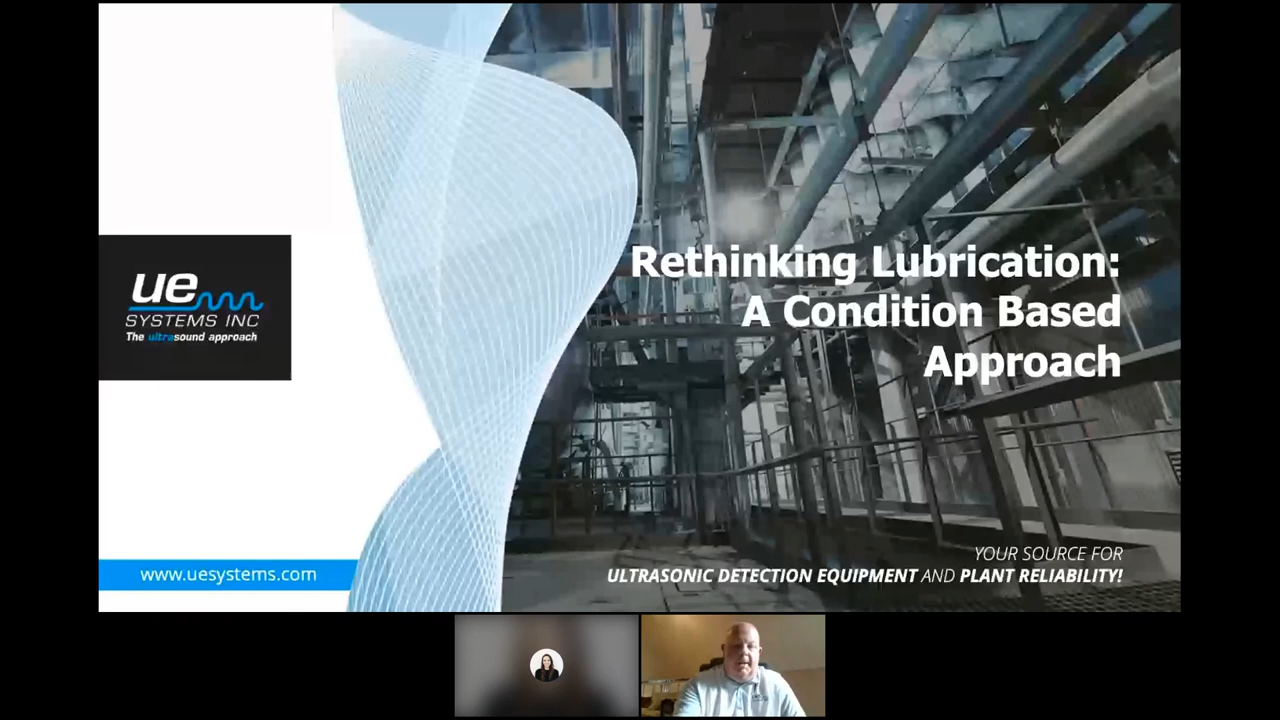 ue
SYSTEMS INC
The ultrasound approach
Rethinking Lubrication:
A Condition Based
Approach
www.uesystems.com
YOUR SOURCE FOR
ULTRASONIC DETECTION EQUIPMENT AND PLANT RELIABILITY!